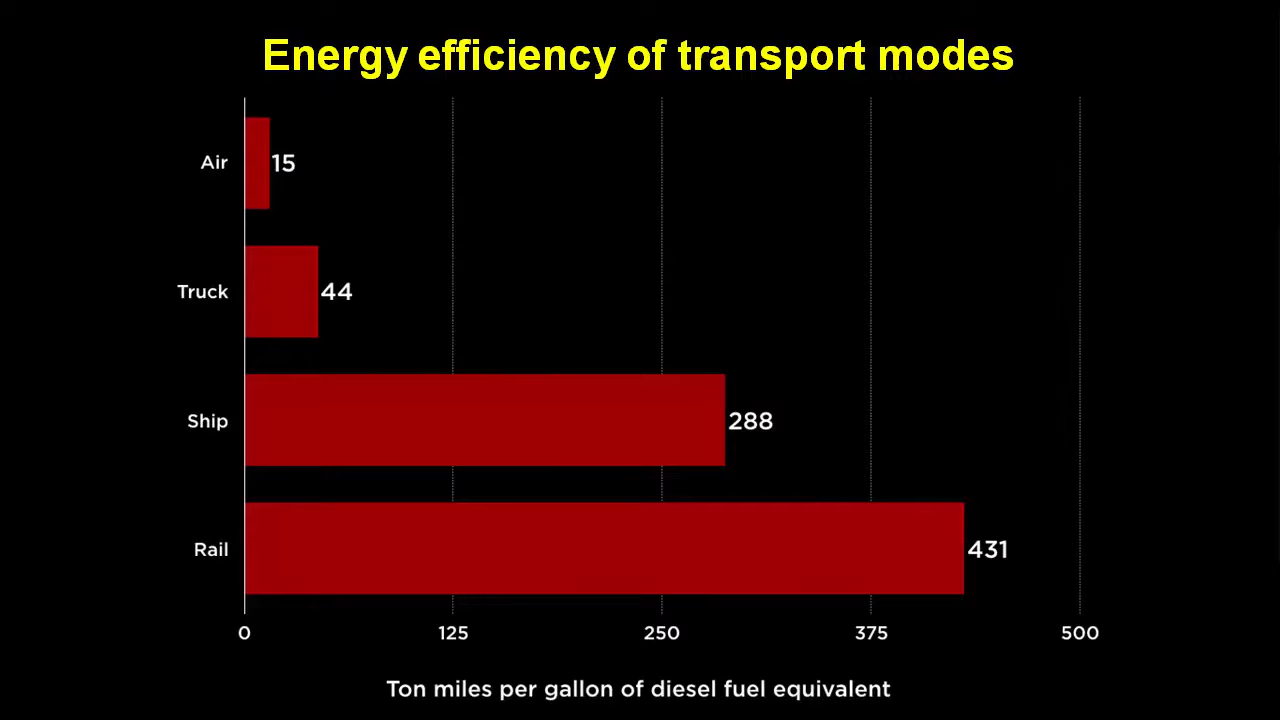 Energy efficiency of transport modes
Air 15
Truck 44
Ship 288
Rail 431
0 125 250 375 500
Ton miles per gallon of diesel fuel equivalent